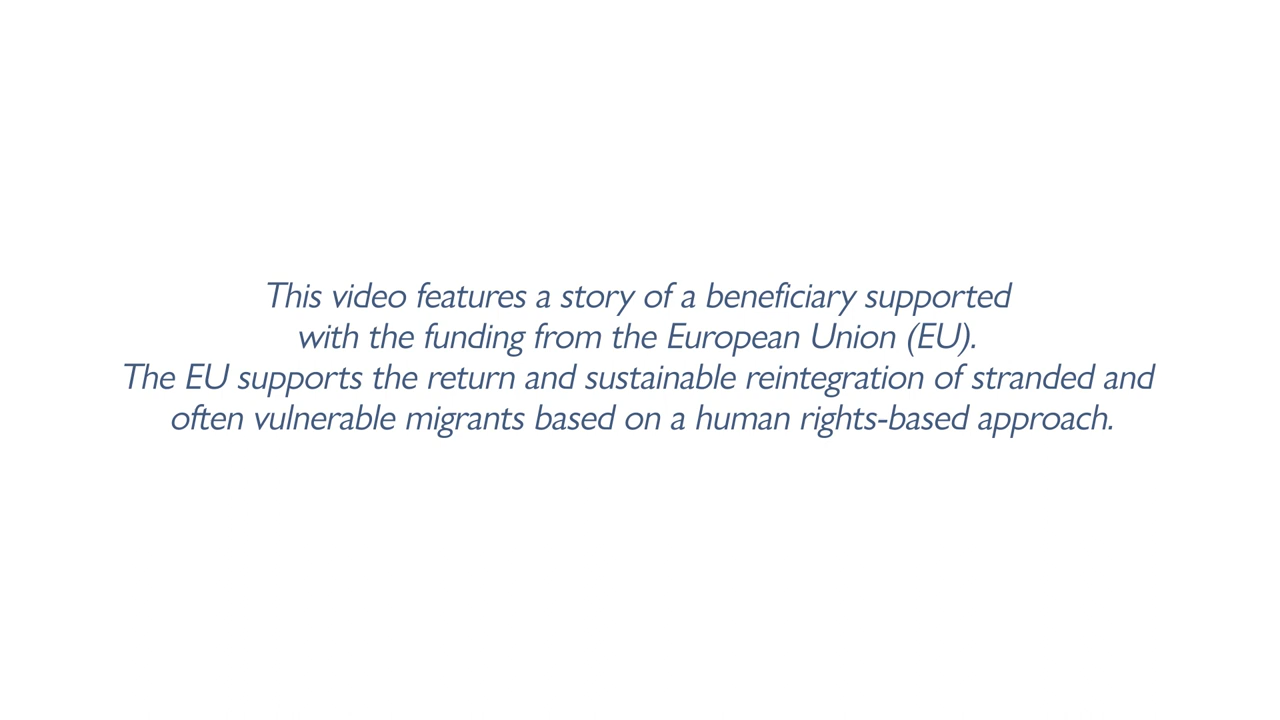 This video features a story of a beneficiary supported
with the funding from the European Union (EU).
The EU supports the return and sustainable reintegration of stranded and
often vulnerable migrants based on a human rights-based approach.